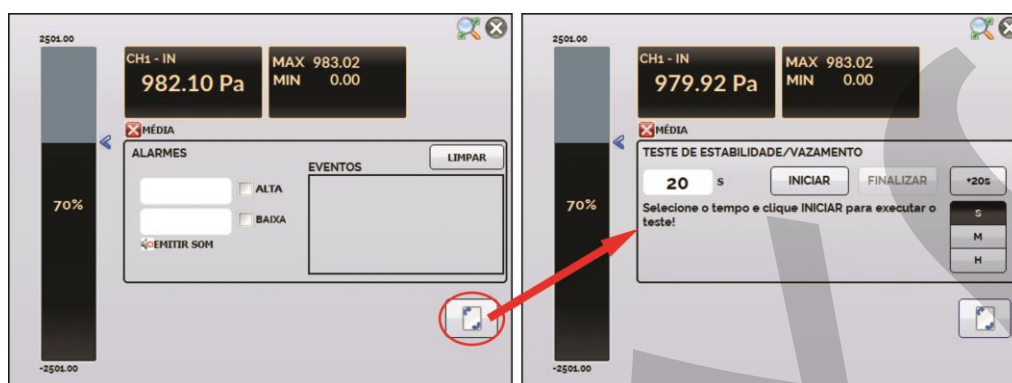 2501.00
CH1 - IN
982.10 Pa
MAX 983.02
MIN 0.00
MÉDIA
ALARMES
LIMPAR
EVENTOS
ALTA
70%
BAIXA
EMITIR SOM
-2501.00
2501.00
CH1 - IN
979.92 Pa
MAX 983.02
MIN 0.00
MÉDIA
TESTE DE ESTABILIDADE/VAZAMENTO
20 s INICIAR FINALIZAR +20s
70%
Selecione o tempo e clique INICIAR para executar o
teste!
S
M
H
-2501.00